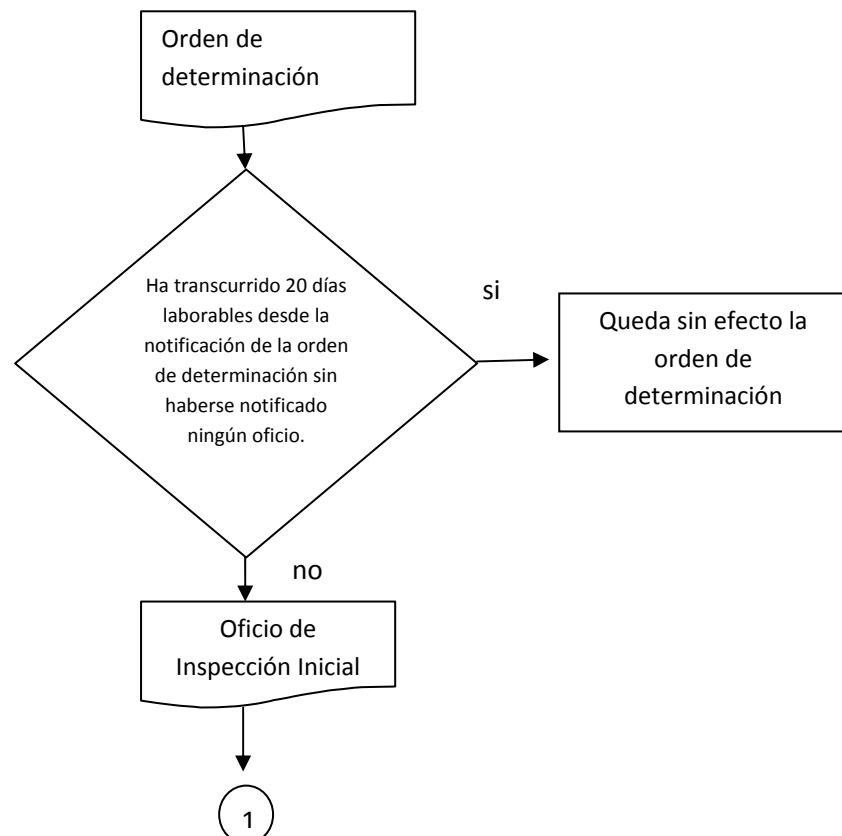 Orden de
determinación
Ha transcurrido 20 días
laborables desde la
notificación de la orden
de determinación sin
haberse notificado
ningún oficio.
si
Queda sin efecto la
orden de
determinación
no
Oficio de
Inspección Inicial
1